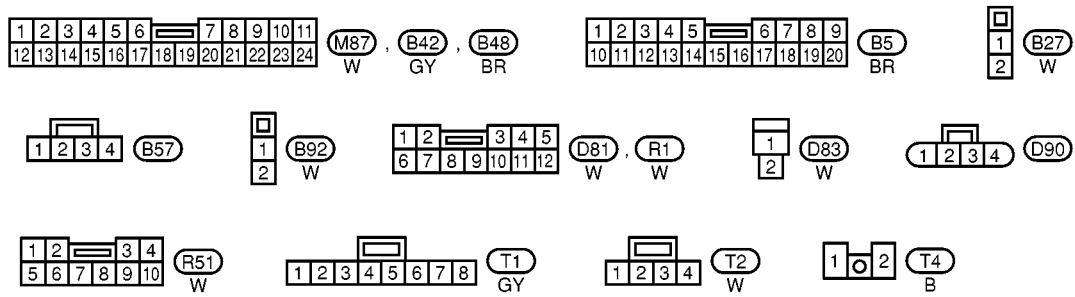 1 2 3 4 5 6 7 8 9 10 11
12 13 14 15 16 17 18 19 20 21 22 23 24
M87 , B42 , B48
W GY BR
1 2 3 4 5 6 7 8 9
10 11 12 13 14 15 16 17 18 19 20
B5
BR
1
2
B27
W
1 2 3 4
B57
1
2
B92
W
1 2 3 4 5
6 7 8 9 10 11 12
D81 , R1
W W
1
2
D83
W
1 2 3 4
D90
1 2 3 4
5 6 7 8 9 10
R51
W
1 2 3 4 5 6 7 8
T1
GY
1 2 3 4
T2
W
1 2
T4
B